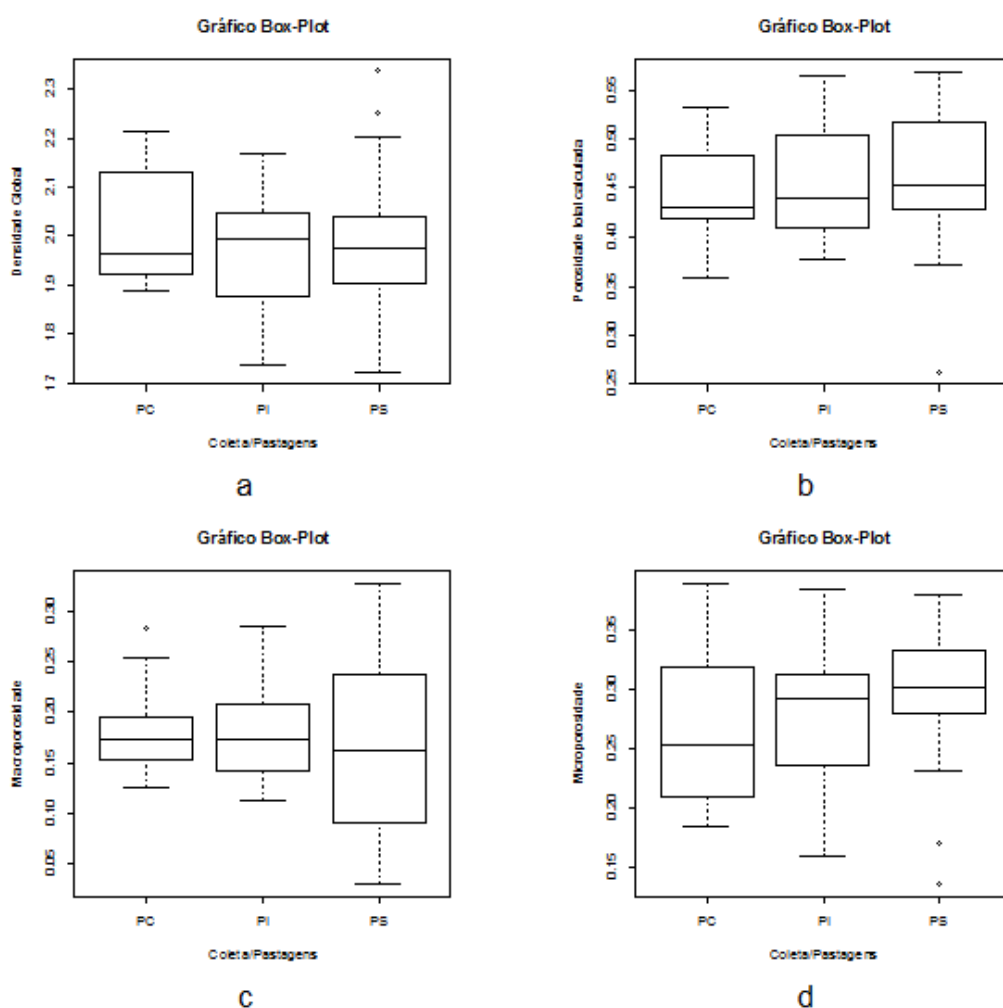 Gráfico Box-Plot
Densidade Global
1.7
1.8
1.9
2.0
2.1
2.2
2.3
PC
PI
PS
Coleta/Pastagens
a
Gráfico Box-Plot
Porosidade total calculada
0.25
0.30
0.35
0.40
0.45
0.50
0.55
PC
PI
PS
Coleta/Pastagens
b
Gráfico Box-Plot
Macroporosidade
0.05
0.10
0.15
0.20
0.25
0.30
PC
PI
PS
Coleta/Pastagens
c
Gráfico Box-Plot
Microporosidade
0.15
0.20
0.25
0.30
0.35
PC
PI
PS
Coleta/Pastagens
d